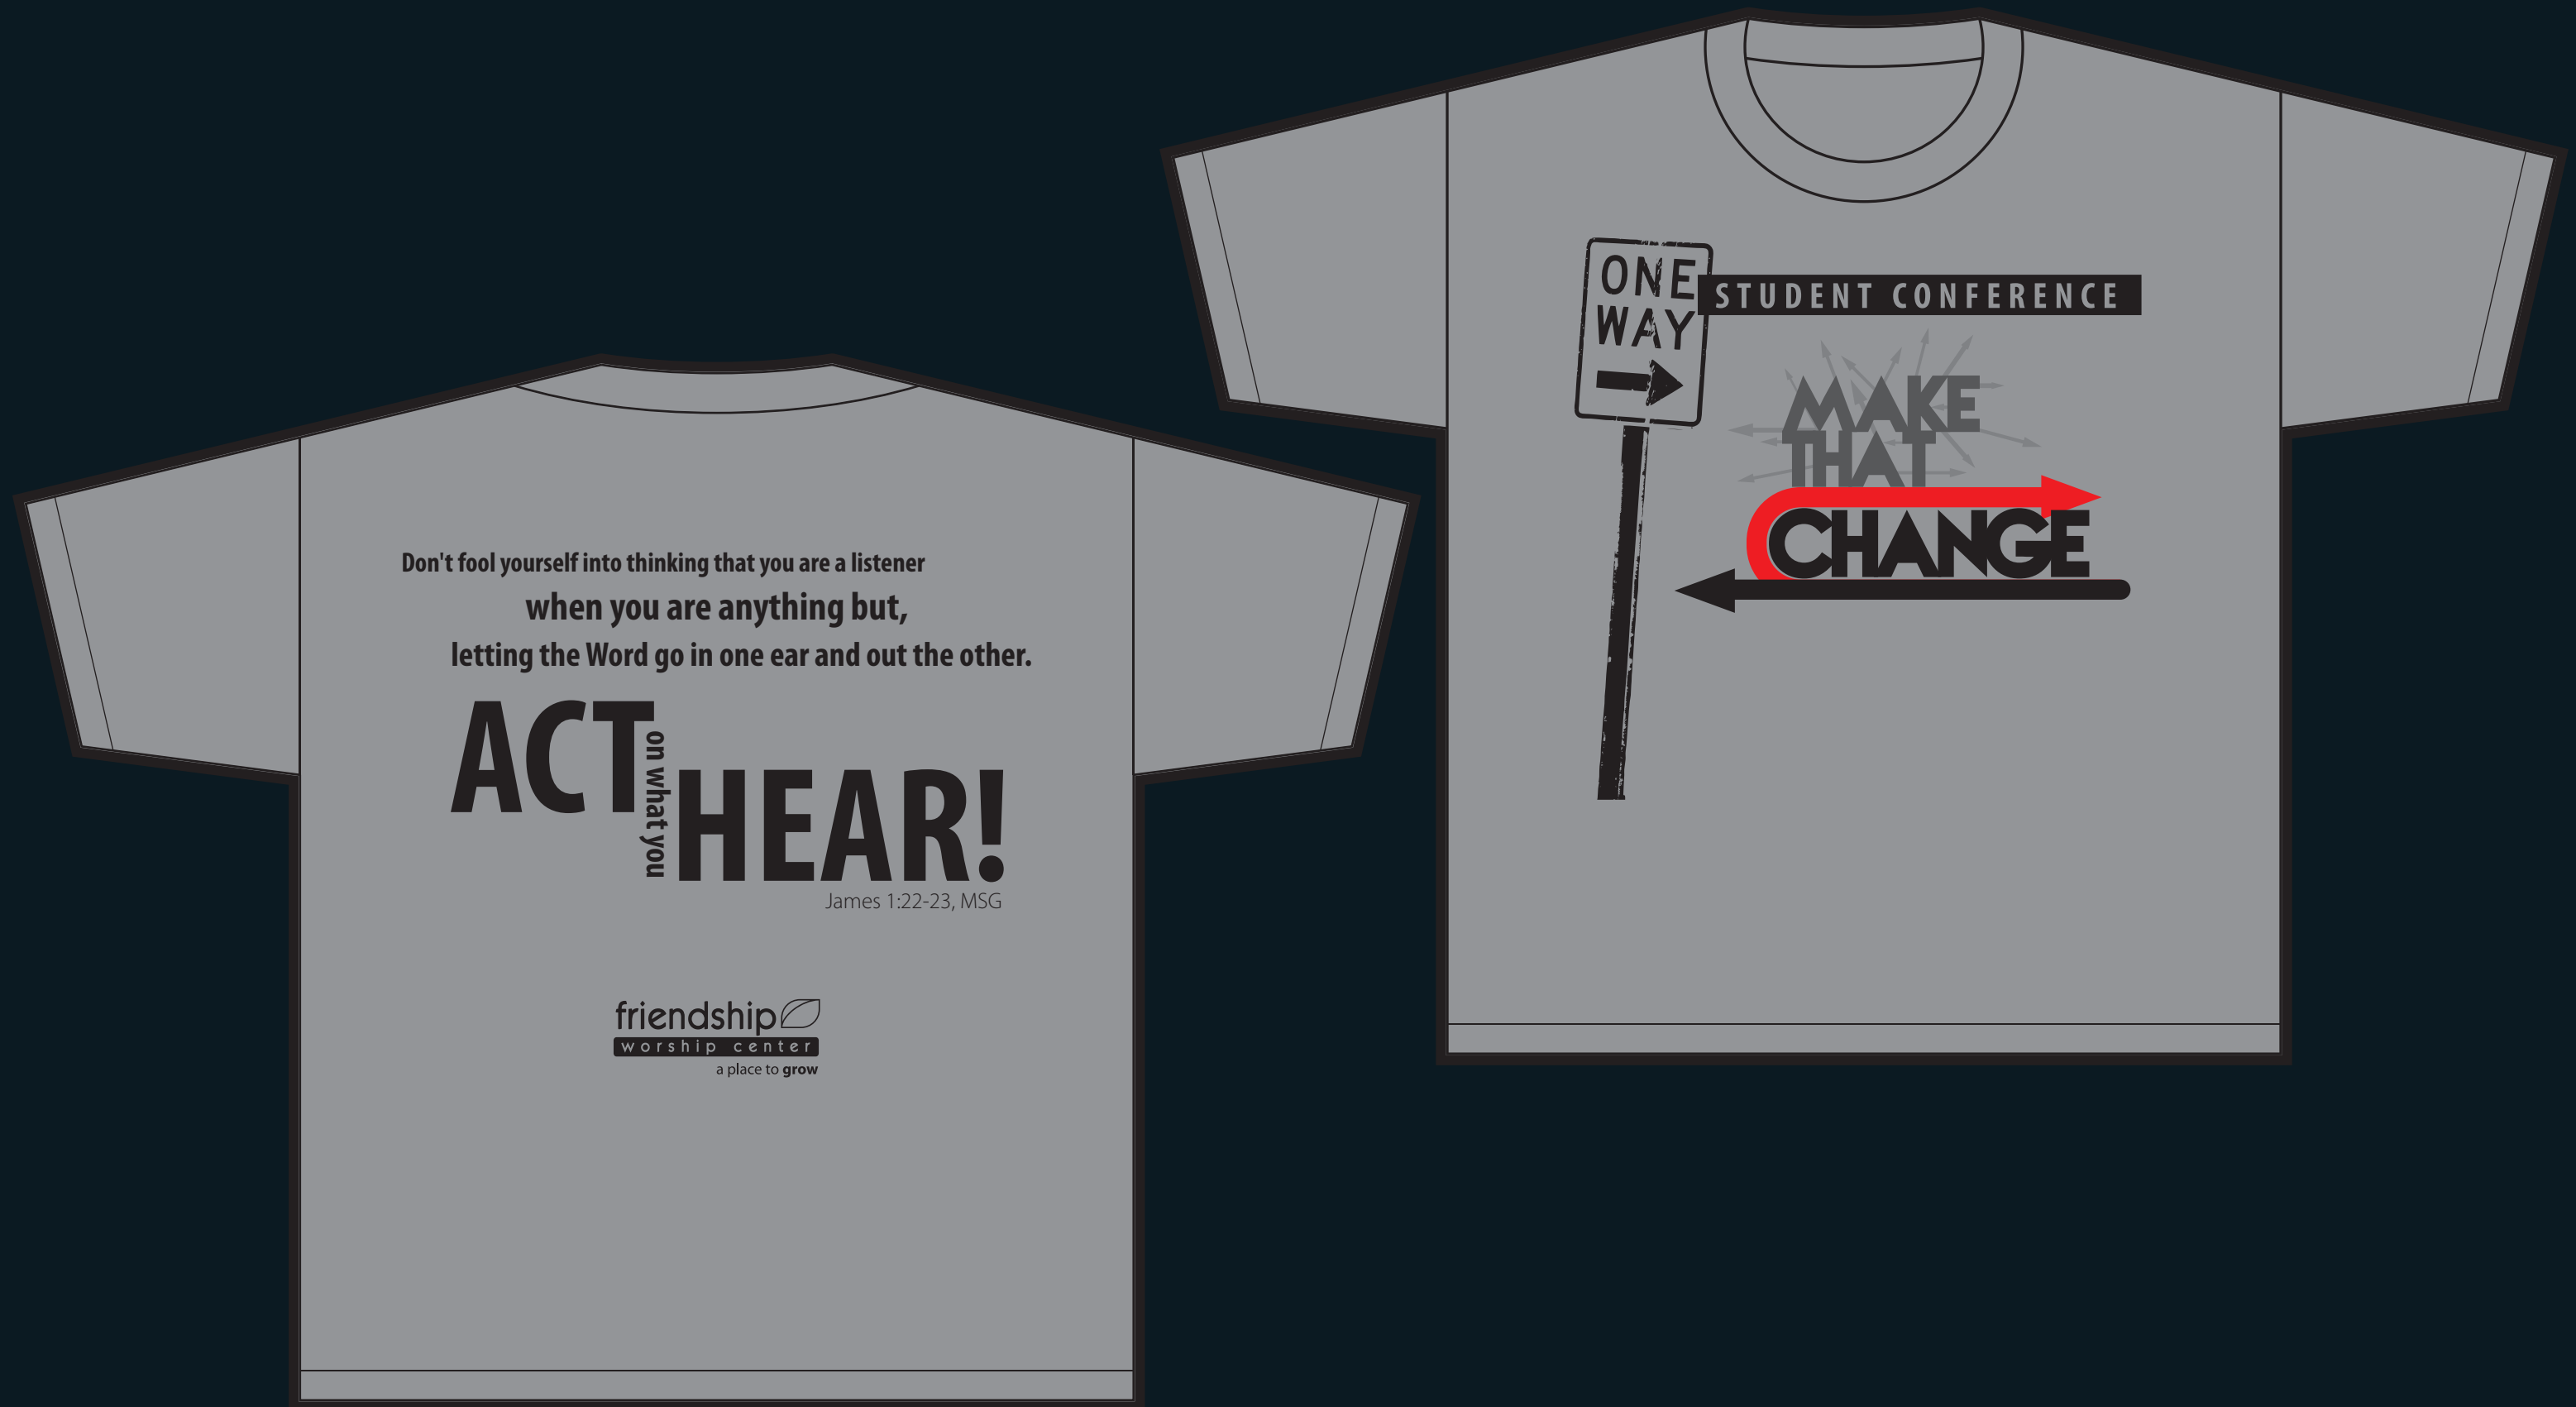 Don't fool yourself into thinking that you are a listener
when you are anything but,
letting the Word go in one ear and out the other.
ACT
on what you
HEAR!
James 1:22-23, MSG
friendship
worship center
a place to grow
ONE
WAY
STUDENT CONFERENCE
MAKE
THAT
CHANGE